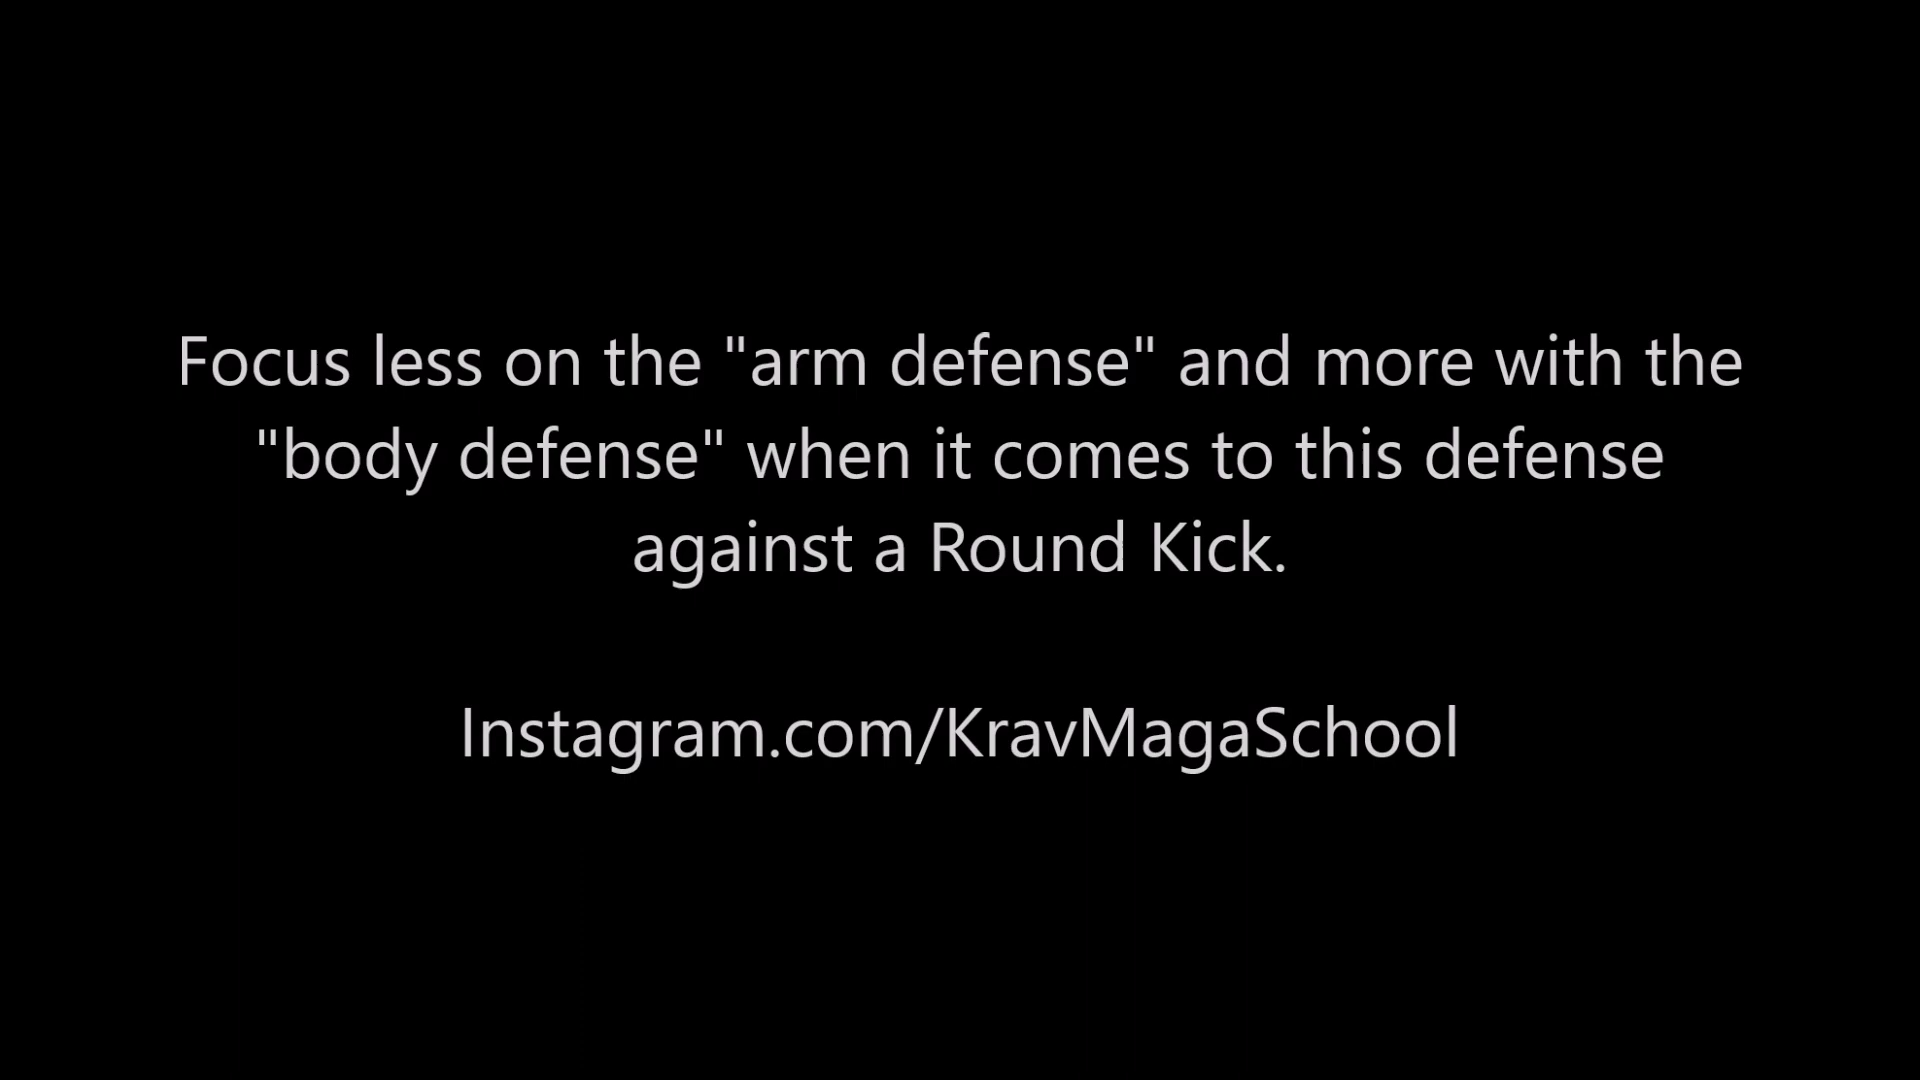 Focus less on the "arm defense" and more with the
"body defense" when it comes to this defense
against a Round Kick.
Instagram.com/KravMagaSchool